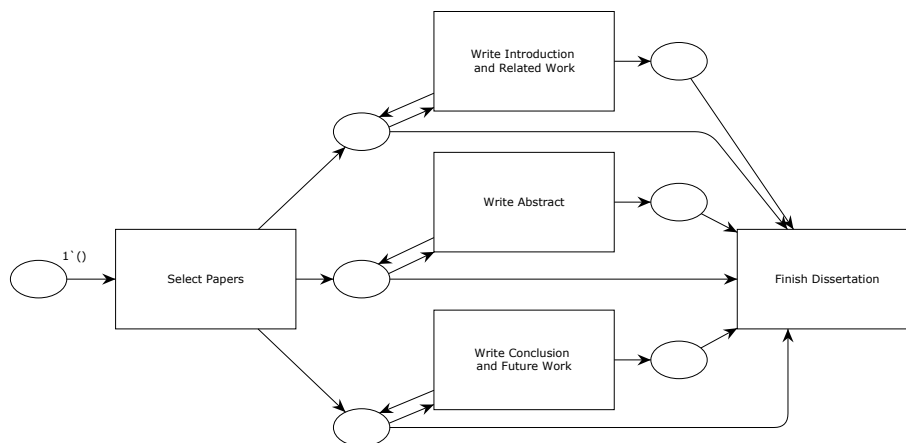 Write Introduction
and Related Work
Write Abstract
1`()
Select Papers
Finish Dissertation
Write Conclusion
and Future Work